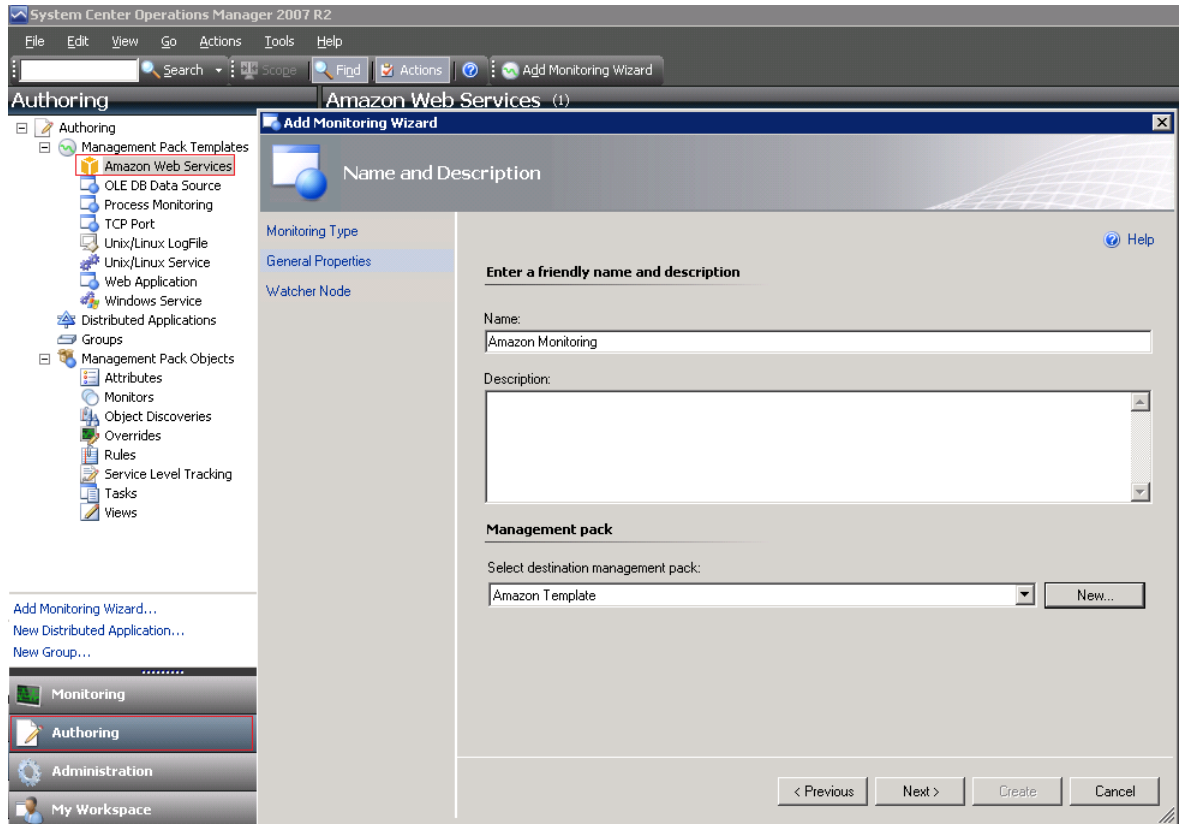 System Center Operations Manager 2007 R2
File Edit View Go Actions Tools Help
Search Scope Find Actions Add Monitoring Wizard
Authoring
Amazon Web Services (1)
Authoring
Management Pack Templates
Amazon Web Services
OLE DB Data Source
Process Monitoring
TCP Port
Unix/Linux LogFile
Unix/Linux Service
Web Application
Windows Service
Distributed Applications
Groups
Management Pack Objects
Attributes
Monitors
Object Discoveries
Overrides
Rules
Service Level Tracking
Tasks
Views
Add Monitoring Wizard...
New Distributed Application...
New Group...
Monitoring
Authoring
Administration
My Workspace
Add Monitoring Wizard
Name and Description
Monitoring Type
General Properties
Watcher Node
Help
Enter a friendly name and description
Name:
Amazon Monitoring
Description:
Management pack
Select destination management pack:
Amazon Template
New...
< Previous Next > Create Cancel